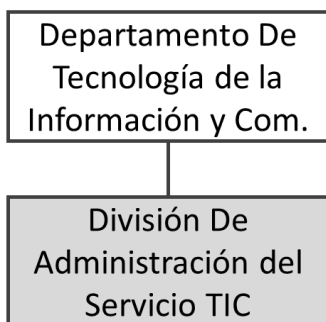 Departamento De
Tecnología de la
Información y Com.
División De
Administración del
Servicio TIC